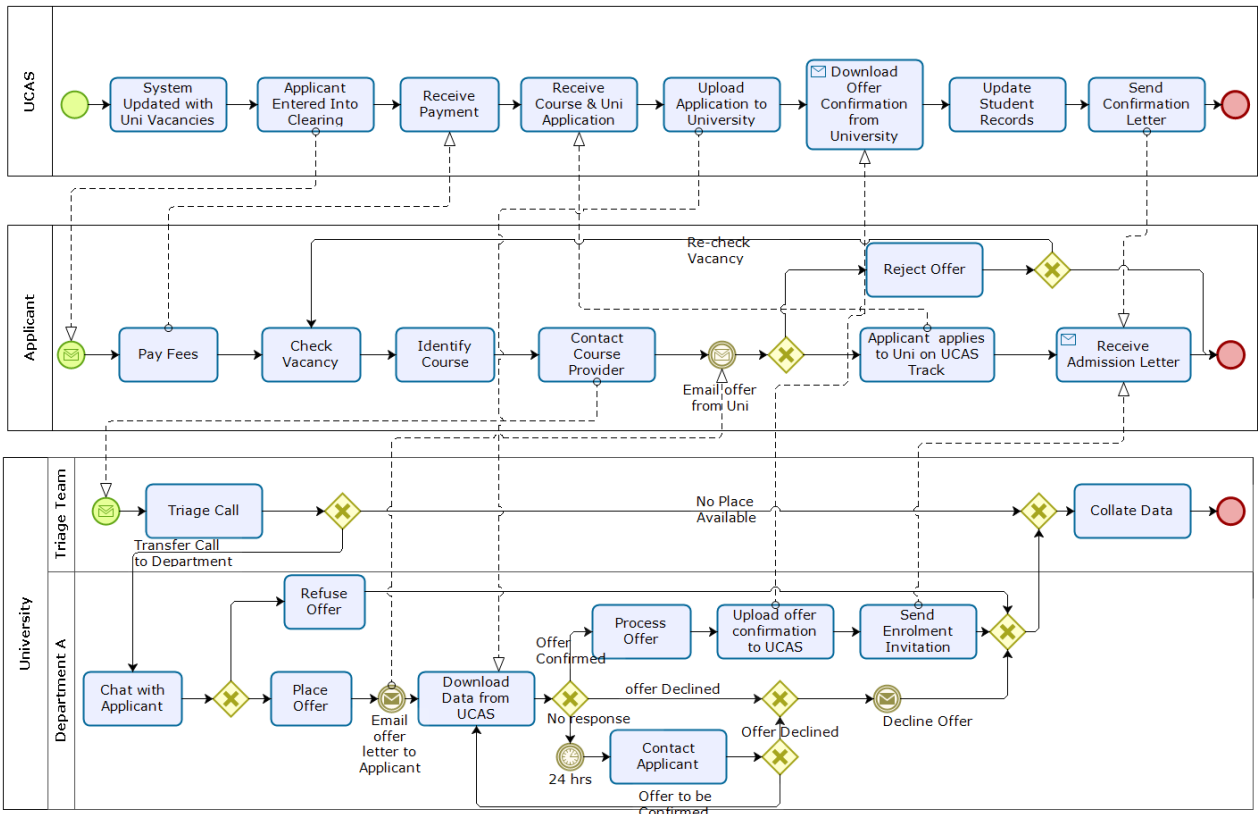 UCAS
System
Updated with
Uni Vacancies
Applicant
Entered Into
Clearing
Receive
Payment
Receive
Course & Uni
Application
Upload
Application to
University
Download
Offer
Confirmation
from
University
Update
Student
Records
Send
Confirmation
Letter
Applicant
Re-check
Vacancy
Reject Offer
Pay Fees
Check
Vacancy
Identify
Course
Contact
Course
Provider
Email offer
from Uni
Applicant applies
to Uni on UCAS
Track
Receive
Admission Letter
University
Triage Team
Triage Call
No Place
Available
Collate Data
Transfer Call
to Department
Department A
Refuse
Offer
Chat with
Applicant
Place
Offer
Email
offer
letter to
Applicant
Download
Data from
UCAS
Offer
Confirmed
Process
Offer
Upload offer
confirmation
to UCAS
Send
Enrolment
Invitation
offer Declined
No response
24 hrs
Contact
Applicant
Offer Declined
Decline Offer
Offer to be
Confirmed